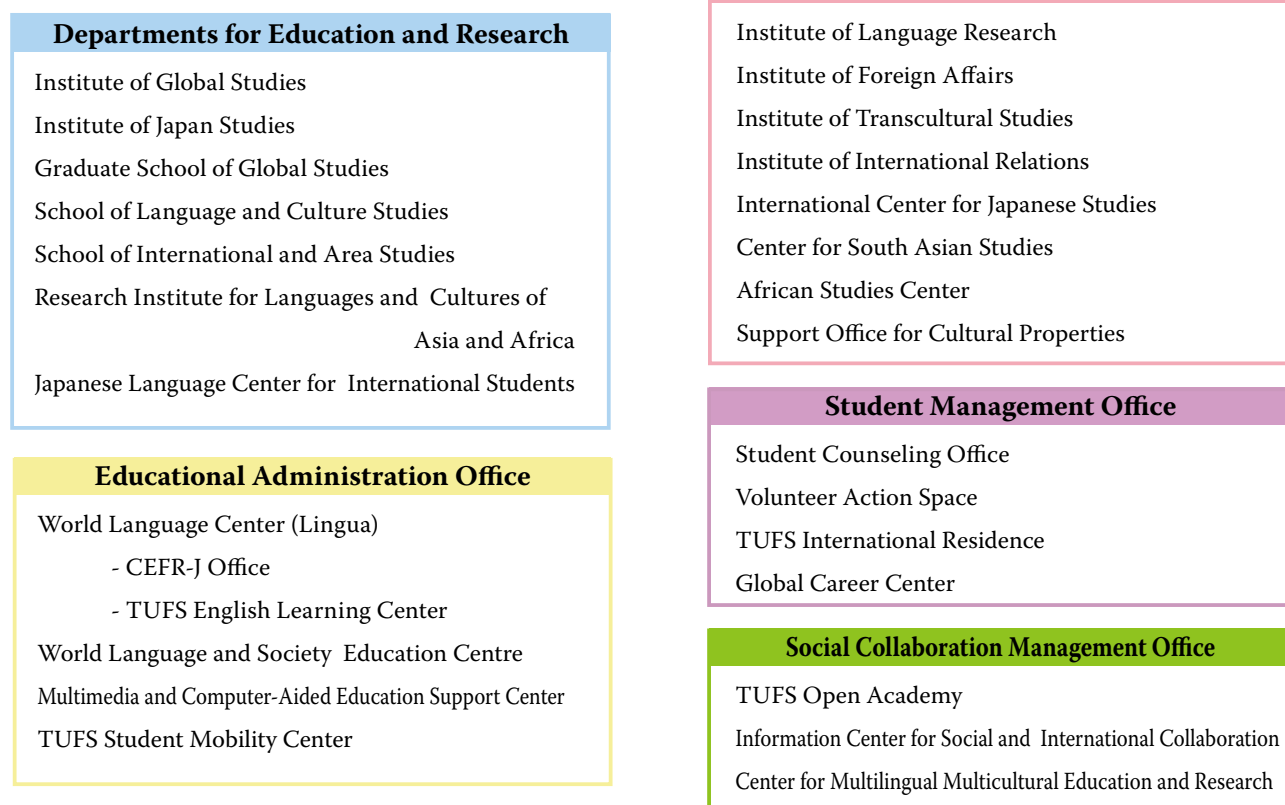 Departments for Education and Research
Institute of Global Studies
Institute of Japan Studies
Graduate School of Global Studies
School of Language and Culture Studies
School of International and Area Studies
Research Institute for Languages and Cultures of
Asia and Africa
Japanese Language Center for International Students
Educational Administration Office
World Language Center (Lingua)
- CEFR-J Office
- TUFS English Learning Center
World Language and Society Education Centre
Multimedia and Computer-Aided Education Support Center
TUFS Student Mobility Center
Institute of Language Research
Institute of Foreign Affairs
Institute of Transcultural Studies
Institute of International Relations
International Center for Japanese Studies
Center for South Asian Studies
African Studies Center
Support Office for Cultural Properties
Student Management Office
Student Counseling Office
Volunteer Action Space
TUFS International Residence
Global Career Center
Social Collaboration Management Office
TUFS Open Academy
Information Center for Social and International Collaboration
Center for Multilingual Multicultural Education and Research